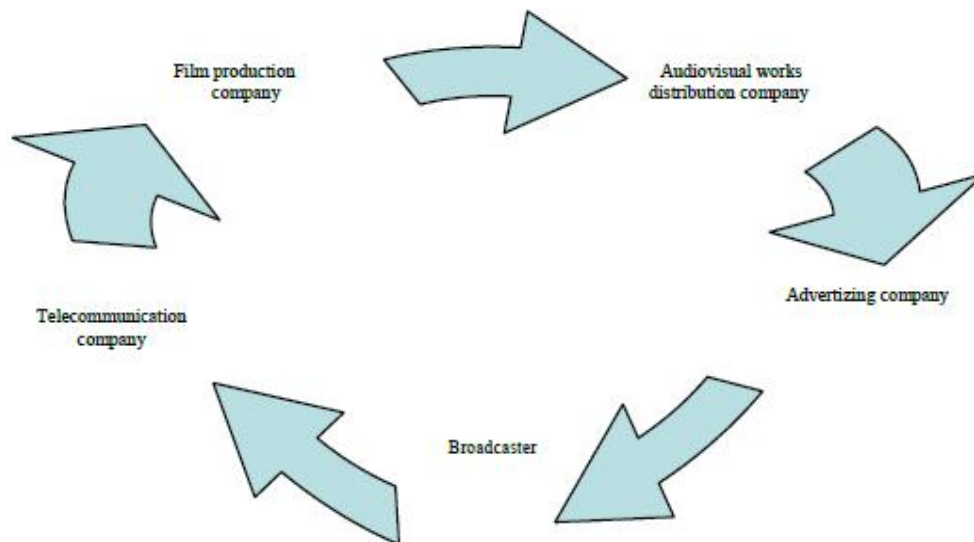 Film production
company
Audiovisual works
distribution company
Advertizing company
Broadcaster
Telecommunication
company